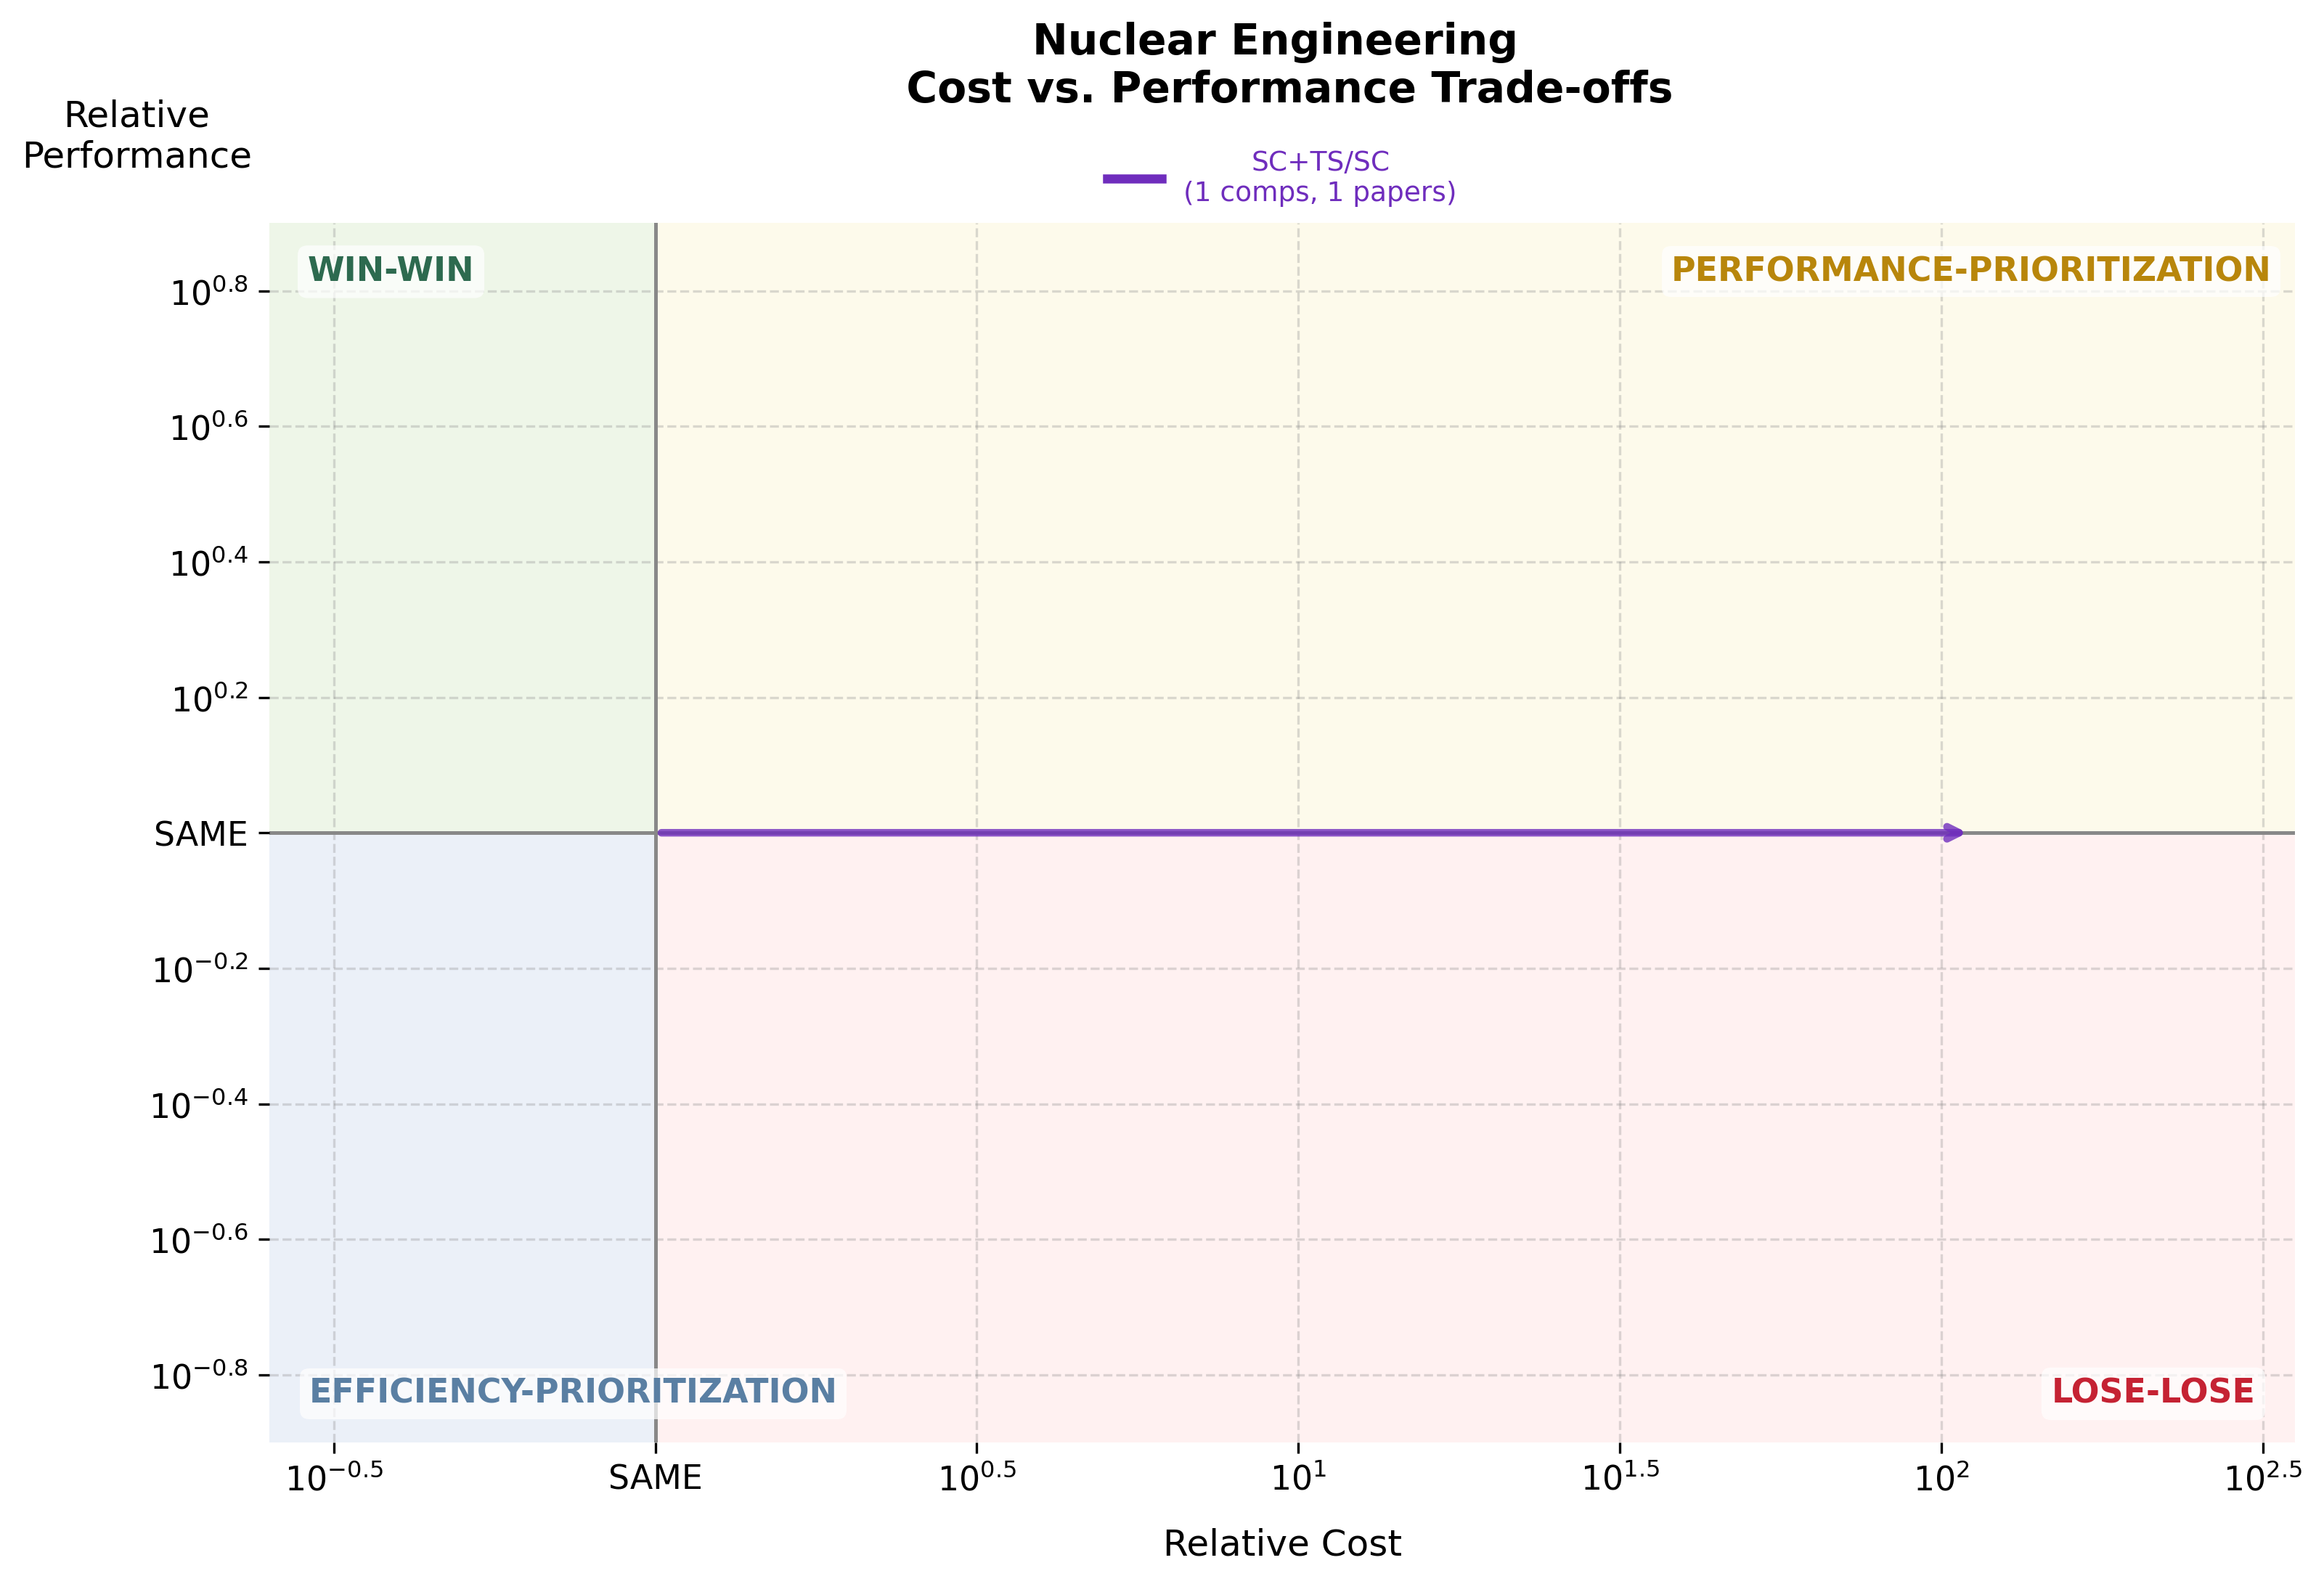 Nuclear Engineering
Cost vs. Performance Trade-offs
Relative
Performance
SC+TS/SC
(1 comps, 1 papers)
WIN-WIN
PERFORMANCE-PRIORITIZATION
10^0.8
10^0.6
10^0.4
10^0.2
SAME
10^−0.2
10^−0.4
10^−0.6
10^−0.8
EFFICIENCY-PRIORITIZATION
LOSE-LOSE
10^−0.5 SAME 10^0.5 10^1 10^1.5 10^2 10^2.5
Relative Cost